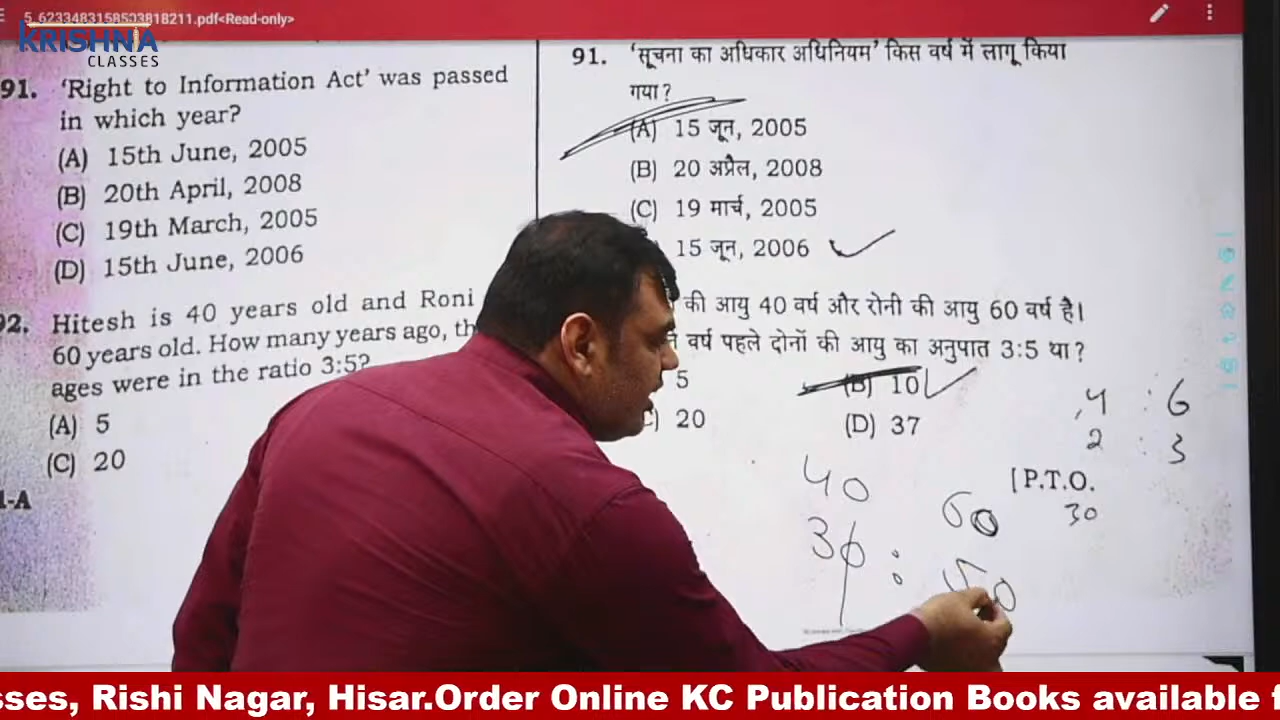 5_6233483158503818211.pdf<Read-only>
KRISHNA
CLASSES
91. 'Right to Information Act' was passed
in which year?
(A) 15th June, 2005
(B) 20th April, 2008
(C) 19th March, 2005
(D) 15th June, 2006
92. Hitesh is 40 years old and Roni
60 years old. How many years ago, th
ages were in the ratio 3:5?
(A) 5
(C) 20
1-A
91. 'सूचना का अधिकार अधिनियम' किस वर्ष में लागू किया
गया?
(A) 15 जून, 2005
(B) 20 अप्रैल, 2008
(C) 19 मार्च, 2005
15 जून, 2006
की आयु 40 वर्ष और रोनी की आयु 60 वर्ष है।
वर्ष पहले दोनों की आयु का अनुपात 3:5 था?
5
(B) 10
20
(D) 37
[P.T.O.
4 : 6
2 : 3
30
40 60
30 : 50
sses, Rishi Nagar, Hisar.Order Online KC Publication Books available f